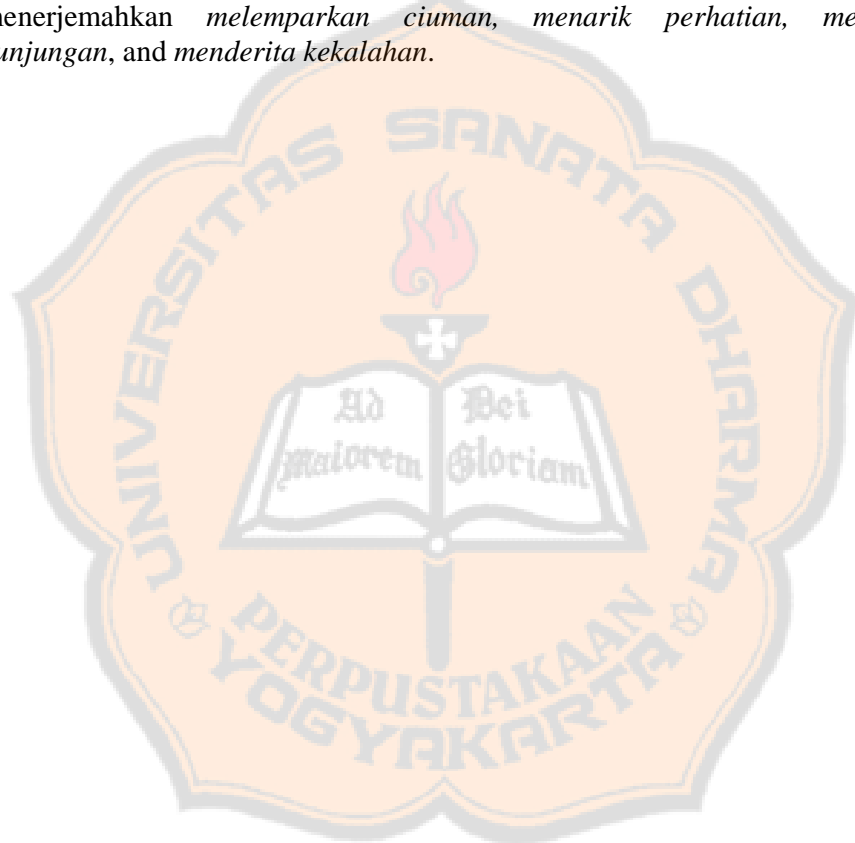 menerjemahkan melemparkan ciuman, menarik perhatian, me
unjungan, and menderita kekalahan.
UNIVERSITAS SANATA DHARMA
Ad Dei
maiorem Gloriam
PERPUSTAKAAN
YOGYAKARTA